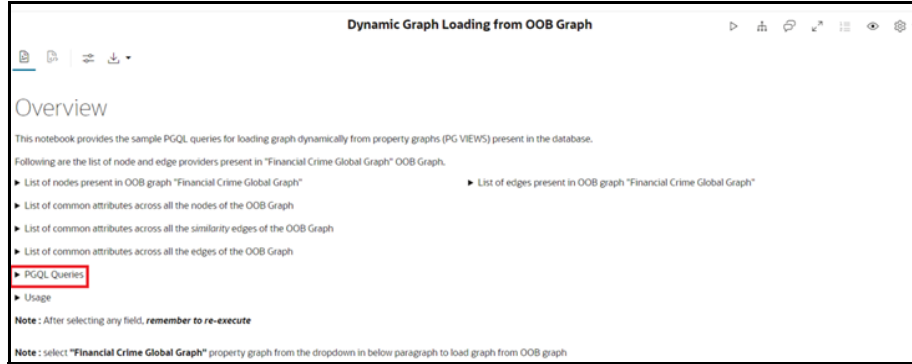 Dynamic Graph Loading from OOB Graph
Overview
This notebook provides the sample PGQL queries for loading graph dynamically from property graphs (PG VIEWS) present in the database.
Following are the list of node and edge providers present in "Financial Crime Global Graph" OOB Graph.
List of nodes present in OOB graph "Financial Crime Global Graph"
List of edges present in OOB graph "Financial Crime Global Graph"
List of common attributes across all the nodes of the OOB Graph
List of common attributes across all the similarity edges of the OOB Graph
List of common attributes across all the edges of the OOB Graph
PGQL Queries
Usage
Note : After selecting any field, remember to re-execute
Note : select "Financial Crime Global Graph" property graph from the dropdown in below paragraph to load graph from OOB graph